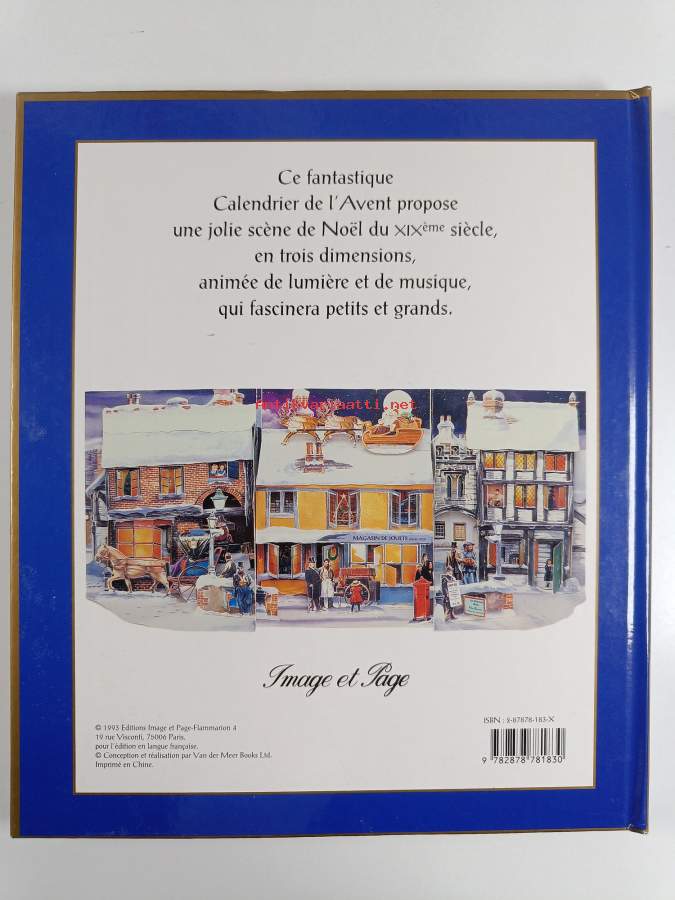 Ce fantastique
Calendrier de l'Avent propose
une jolie scène de Noël du XIXème siècle,
en trois dimensions,
animée de lumière et de musique,
qui fascinera petits et grands.
Antikvariaatti.net
MAGASIN DE JOUETS
Image et Page
ISBN : 2-87878-183-X
9 782878 781830
© 1993 Editions Image et Page-Flammarion 4
19 rue Visconti, 75006 Paris,
pour l'édition en langue française.
© Conception et réalisation par Van der Meer Books Ltd.
Imprimé en Chine.